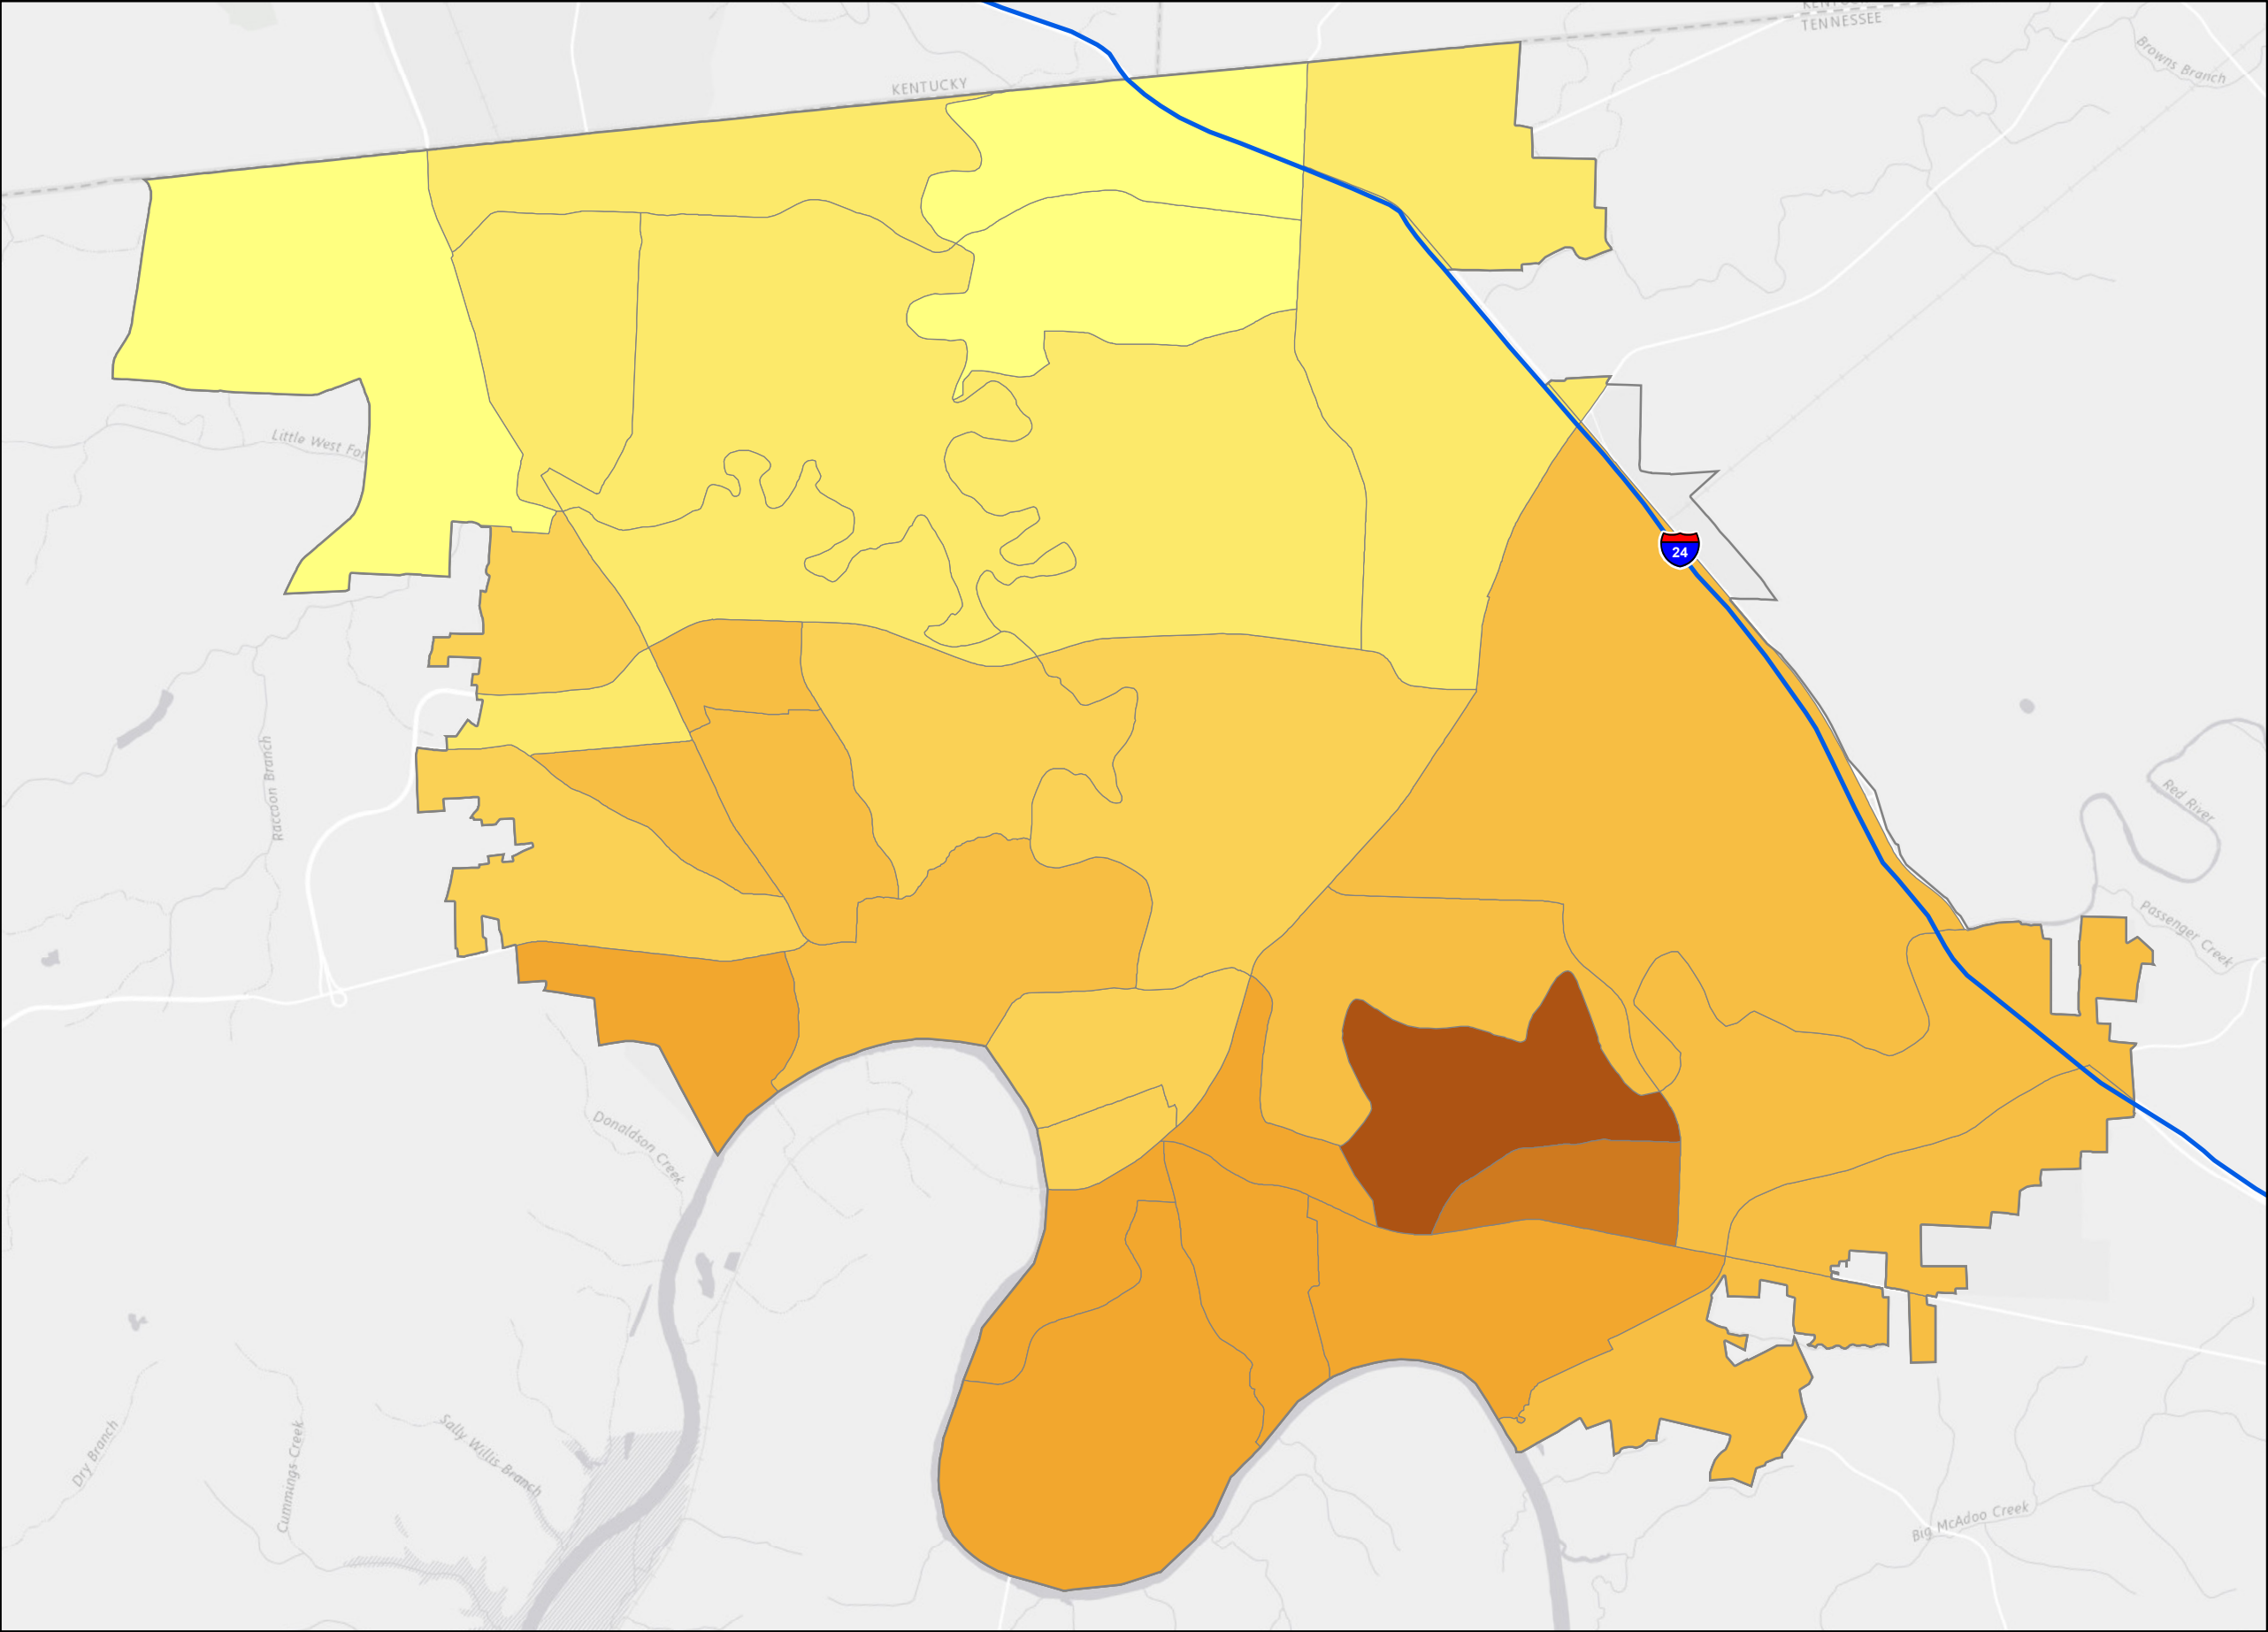 KENTUCKY
TENNESSEE
Browns Branch
KENTUCKY
Little West For
24
Raccoon Branch
Red River
Passenger Creek
Donaldson Creek
Sally Willis Branch
Dry Branch
Cummings Creek
Big McAdoo Creek